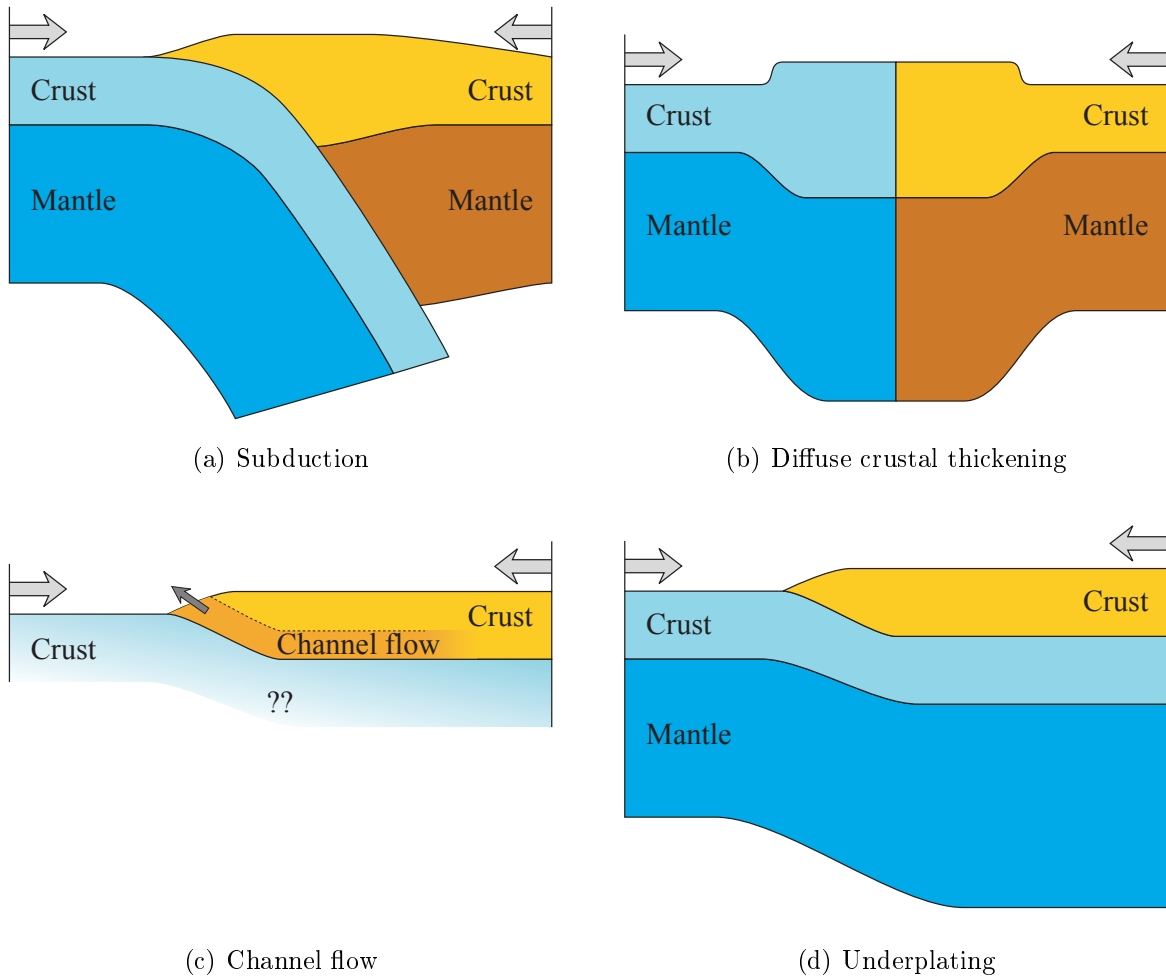 Crust
Crust
Mantle
Mantle
(a) Subduction
Crust
Crust
Mantle
Mantle
(b) Diffuse crustal thickening
Crust
Crust
Channel flow
??
(c) Channel flow
Crust
Crust
Mantle
(d) Underplating